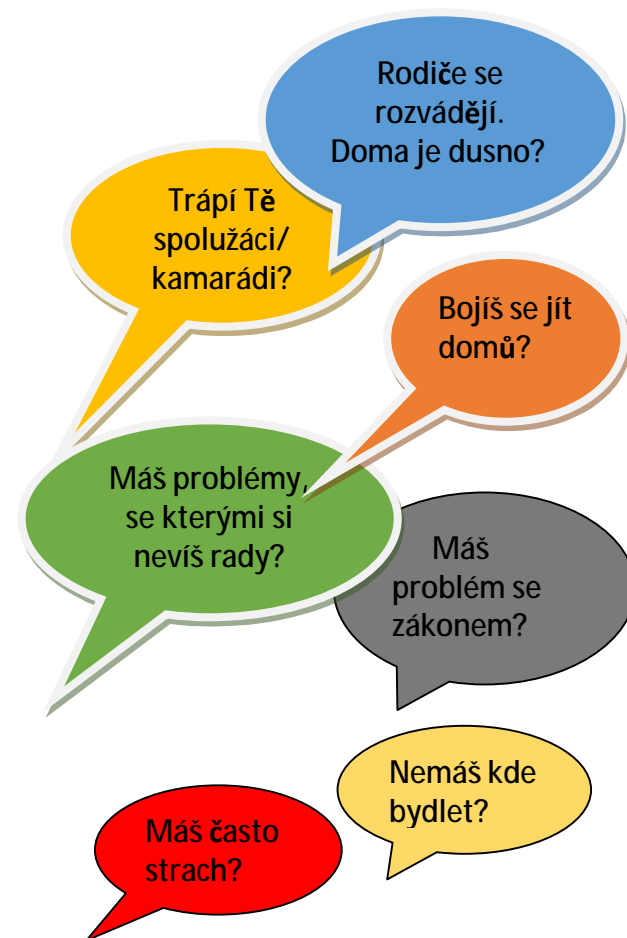 Rodiče se
rozvádějí.
Doma je dusno?
Trápí Tě
spolužáci/
kamarádi?
Bojíš se jít
domů?
Máš problémy,
se kterými si
nevíš rady?
Máš
problém se
zákonem?
Nemáš kde
bydlet?
Máš často
strach?